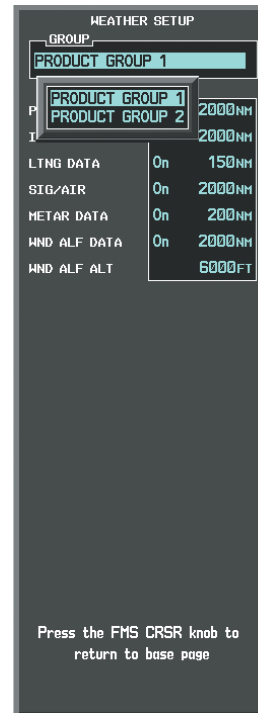 WEATHER SETUP
GROUP
PRODUCT GROUP 1
PRODUCT GROUP 1
PRODUCT GROUP 2
P 2000NM
I 2000NM
LTNG DATA On 150NM
SIG/AIR On 2000NM
METAR DATA On 200NM
WND ALF DATA On 2000NM
WND ALF ALT 6000FT
Press the FMS CRSR knob to
return to base page